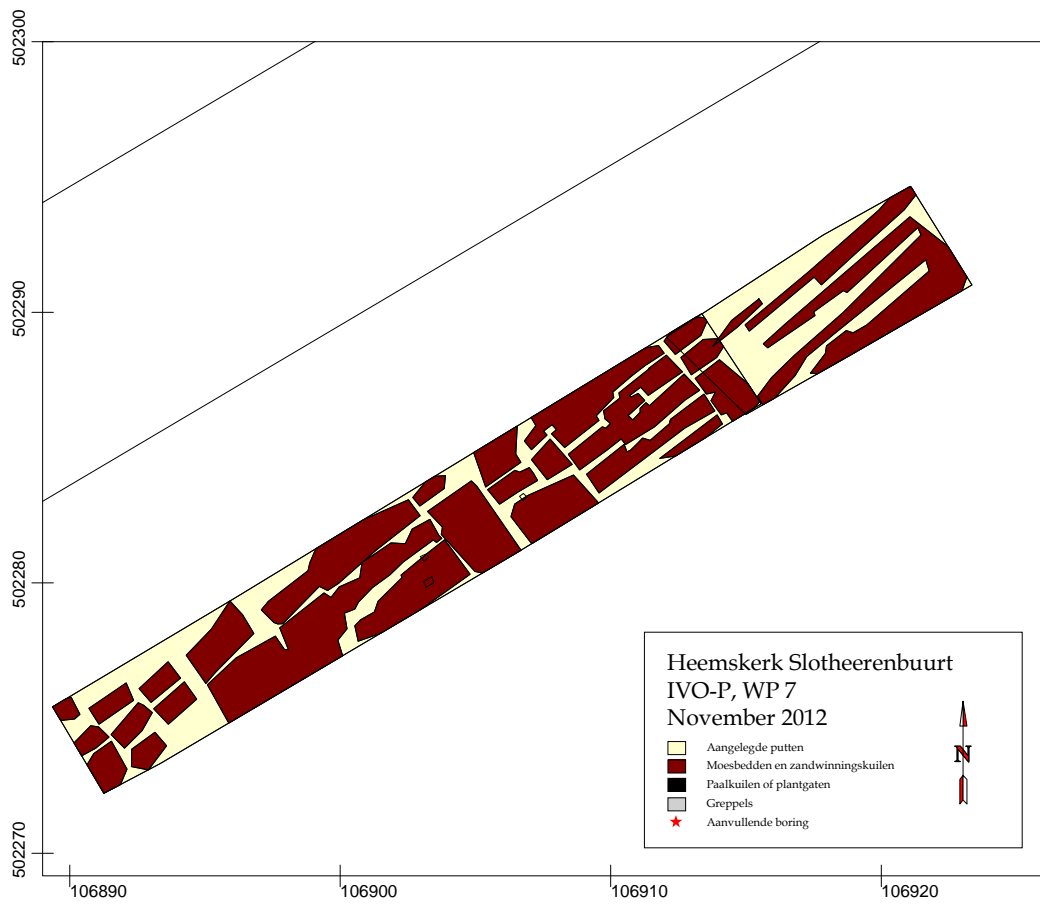 502300
502290
502280
502270
106890
106900
106910
106920
Heemskerk Slotheerenbuurt
IVO-P, WP 7
November 2012
Aangelegde putten
Moesbedden en zandwinningskuilen
Paalkuilen of plantgaten
Greppels
Aanvullende boring
N